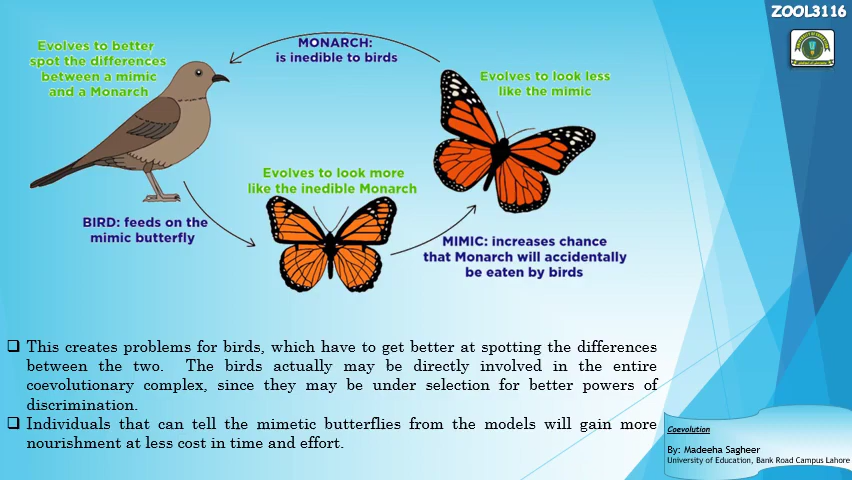 ZOOL3116
Evolves to better
spot the differences
between a mimic
and a Monarch
MONARCH:
is inedible to birds
Evolves to look less
like the mimic
Evolves to look more
like the inedible Monarch
BIRD: feeds on the
mimic butterfly
MIMIC: increases chance
that Monarch will accidentally
be eaten by birds
❑ This creates problems for birds, which have to get better at spotting the differences
between the two. The birds actually may be directly involved in the entire
coevolutionary complex, since they may be under selection for better powers of
discrimination.
❑ Individuals that can tell the mimetic butterflies from the models will gain more
nourishment at less cost in time and effort.
Coevolution
By: Madeeha Sagheer
University of Education, Bank Road Campus Lahore